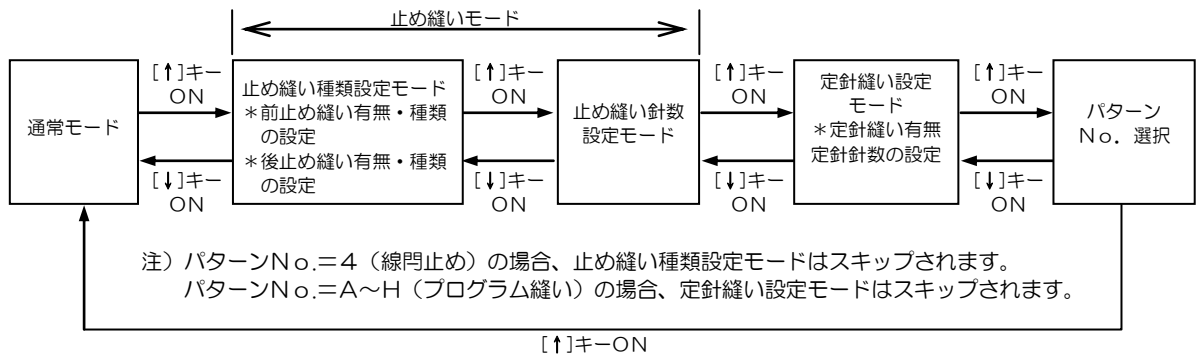 止め縫いモード
通常モード
[↑]キー
ON
[↓]キー
ON
止め縫い種類設定モード
＊前止め縫い有無・種類
の設定
＊後止め縫い有無・種類
の設定
[↑]キー
ON
[↓]キー
ON
止め縫い針数
設定モード
[↑]キー
ON
[↓]キー
ON
定針縫い設定
モード
＊定針縫い有無
定針針数の設定
[↑]キー
ON
[↓]キー
ON
パターン
Ｎｏ．選択
注）パターンＮｏ.＝４（線閂止め）の場合、止め縫い種類設定モードはスキップされます。
パターンＮｏ.＝Ａ～Ｈ（プログラム縫い）の場合、定針縫い設定モードはスキップされます。
[↑]キーON